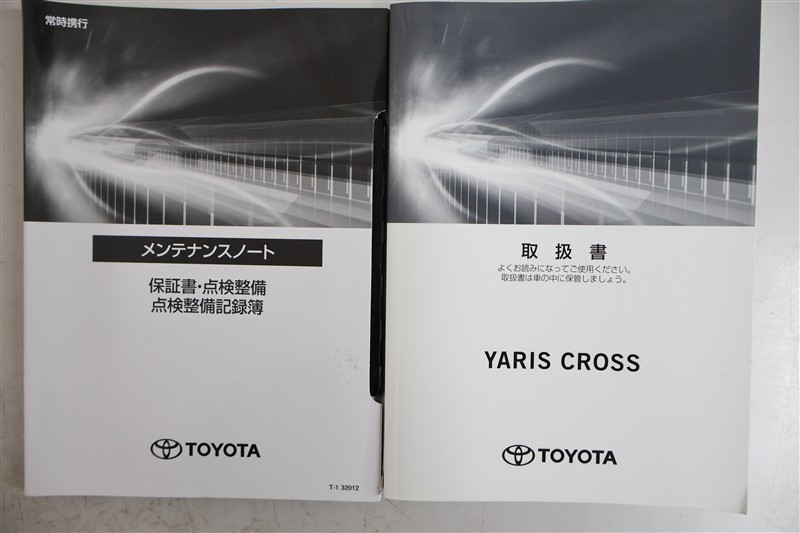 常時携行
メンテナンスノート
保証書・点検整備
点検整備記録簿
TOYOTA
T-1 32012
取扱書
よくお読みになってご使用ください。
取扱書は車の中に保管しましょう。
YARIS CROSS
TOYOTA